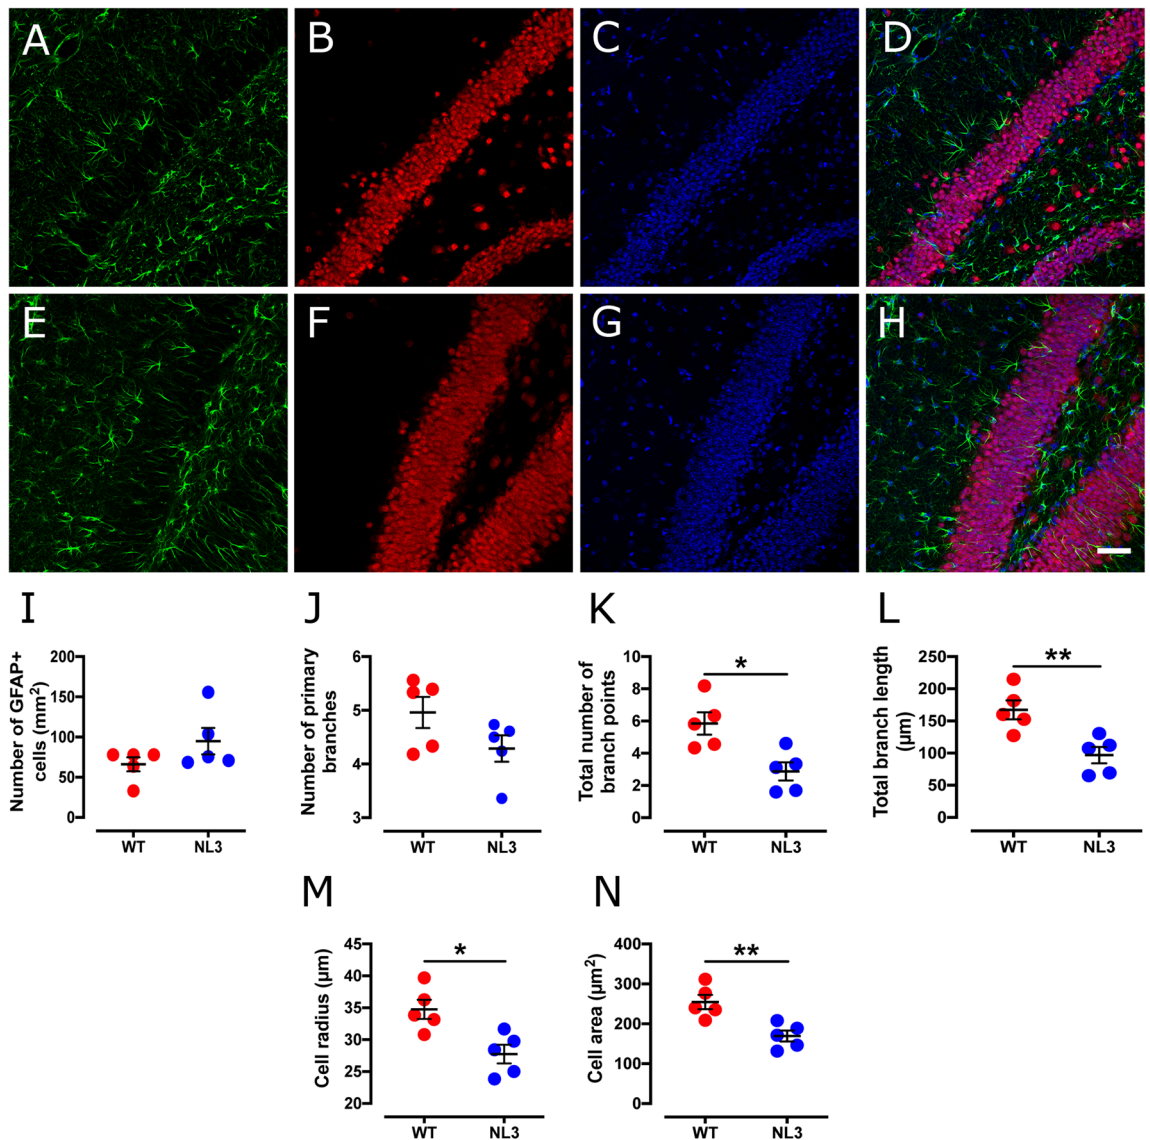 A B C D
E F G H
I J K L
Number of GFAP+
cells (mm2)
200
150
100
50
0
WT NL3
Number of primary
branches
6
5
4
3
WT NL3
Total number of
branch points
10
8
6
4
2
0
*
WT NL3
Total branch length
(µm)
250
200
150
100
50
0
**
WT NL3
M N
Cell radius (µm)
45
40
35
30
25
20
*
WT NL3
Cell area (µm2)
400
300
200
100
0
**
WT NL3